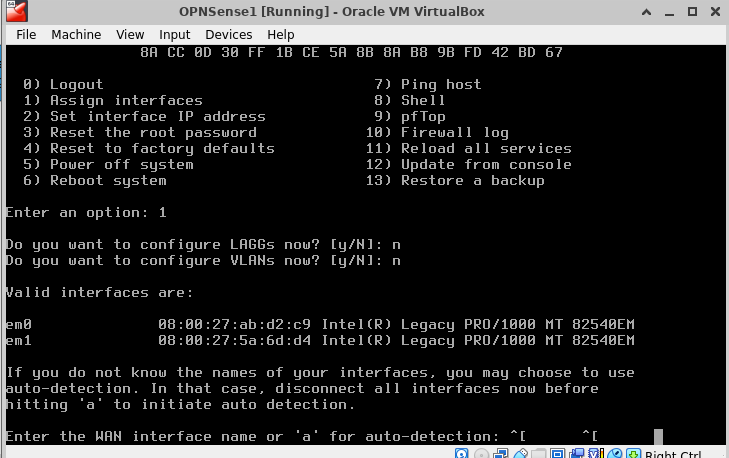 OPNSense1 [Running] - Oracle VM VirtualBox
File Machine View Input Devices Help
8A CC 0D 30 FF 1B CE 5A 8B 8A B8 9B FD 42 BD 67
0) Logout 7) Ping host
1) Assign interfaces 8) Shell
2) Set interface IP address 9) pfTop
3) Reset the root password 10) Firewall log
4) Reset to factory defaults 11) Reload all services
5) Power off system 12) Update from console
6) Reboot system 13) Restore a backup
Enter an option: 1
Do you want to configure LAGGs now? [y/N]: n
Do you want to configure VLANs now? [y/N]: n
Valid interfaces are:
em0 08:00:27:ab:d2:c9 Intel(R) Legacy PRO/1000 MT 82540EM
em1 08:00:27:5a:6d:d4 Intel(R) Legacy PRO/1000 MT 82540EM
If you do not know the names of your interfaces, you may choose to use
auto-detection. In that case, disconnect all interfaces now before
hitting 'a' to initiate auto detection.
Enter the WAN interface name or 'a' for auto-detection: ^[ ^[
Right Ctrl